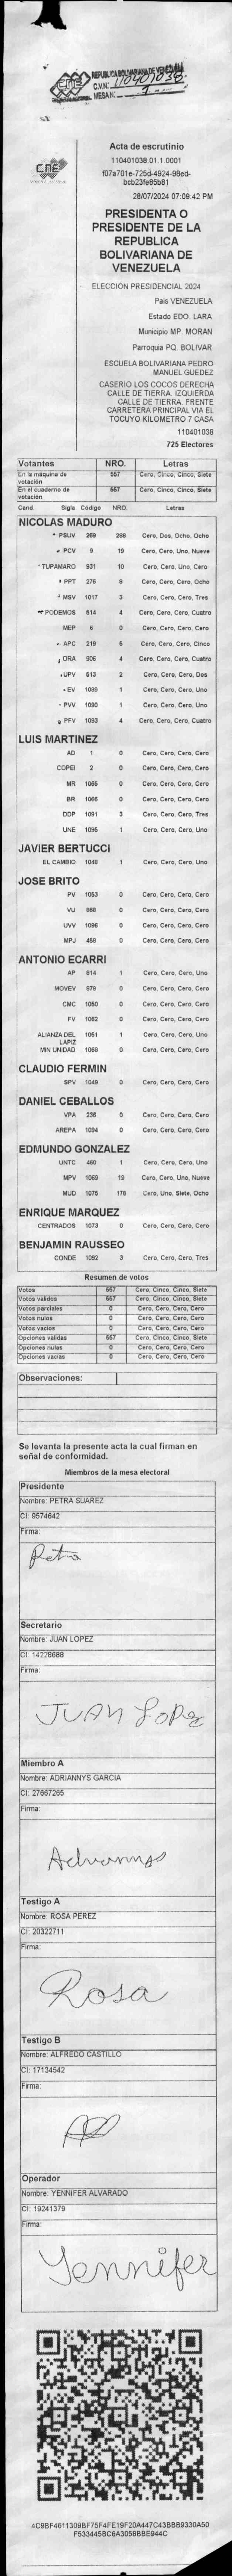 REPUBLICA BOLIVARIANA DE VENEZUELA
CNE
C.V.N: 110401038
MESA Nº: 1
CNE
Acta de escrutinio
110401038.01.1.0001
f07a701e-725d-4924-98ed-
bcb23fe85b81
28/07/2024 07:09:42 PM
PRESIDENTA O
PRESIDENTE DE LA
REPUBLICA
BOLIVARIANA DE
VENEZUELA
ELECCIÓN PRESIDENCIAL 2024
Pais VENEZUELA
Estado EDO. LARA
Municipio MP. MORAN
Parroquia PQ. BOLIVAR
ESCUELA BOLIVARIANA PEDRO
MANUEL GUEDEZ
CASERIO LOS COCOS DERECHA
CALLE DE TIERRA. IZQUIERDA
CALLE DE TIERRA. FRENTE
CARRETERA PRINCIPAL VIA EL
TOCUYO KILOMETRO 7 CASA
110401038
725 Electores
Votantes NRO. Letras
En la máquina de votación 557 Cero, Cinco, Cinco, Siete
En el cuaderno de votación 557 Cero, Cinco, Cinco, Siete
Cand. Sigla Código NRO. Letras
NICOLAS MADURO
PSUV 269 288 Cero, Dos, Ocho, Ocho
PCV 9 19 Cero, Cero, Uno, Nueve
TUPAMARO 931 10 Cero, Cero, Uno, Cero
PPT 276 8 Cero, Cero, Cero, Ocho
MSV 1017 3 Cero, Cero, Cero, Tres
PODEMOS 514 4 Cero, Cero, Cero, Cuatro
MEP 6 0 Cero, Cero, Cero, Cero
APC 219 5 Cero, Cero, Cero, Cinco
ORA 906 4 Cero, Cero, Cero, Cuatro
UPV 513 2 Cero, Cero, Cero, Dos
EV 1089 1 Cero, Cero, Cero, Uno
PVV 1090 1 Cero, Cero, Cero, Uno
PFV 1093 4 Cero, Cero, Cero, Cuatro
LUIS MARTINEZ
AD 1 0 Cero, Cero, Cero, Cero
COPEI 2 0 Cero, Cero, Cero, Cero
MR 1065 0 Cero, Cero, Cero, Cero
BR 1066 0 Cero, Cero, Cero, Cero
DDP 1091 3 Cero, Cero, Cero, Tres
UNE 1095 1 Cero, Cero, Cero, Uno
JAVIER BERTUCCI
EL CAMBIO 1048 1 Cero, Cero, Cero, Uno
JOSE BRITO
PV 1053 0 Cero, Cero, Cero, Cero
VU 988 0 Cero, Cero, Cero, Cero
UVV 1096 0 Cero, Cero, Cero, Cero
MPJ 459 0 Cero, Cero, Cero, Cero
ANTONIO ECARRI
AP 914 1 Cero, Cero, Cero, Uno
MOVEV 979 0 Cero, Cero, Cero, Cero
CMC 1050 0 Cero, Cero, Cero, Cero
FV 1062 0 Cero, Cero, Cero, Cero
ALIANZA DEL LAPIZ 1051 1 Cero, Cero, Cero, Uno
MIN UNIDAD 1068 0 Cero, Cero, Cero, Cero
CLAUDIO FERMIN
SPV 1049 0 Cero, Cero, Cero, Cero
DANIEL CEBALLOS
VPA 236 0 Cero, Cero, Cero, Cero
AREPA 1094 0 Cero, Cero, Cero, Cero
EDMUNDO GONZALEZ
UNTC 460 1 Cero, Cero, Cero, Uno
MPV 1069 19 Cero, Cero, Uno, Nueve
MUD 1075 178 Cero, Uno, Siete, Ocho
ENRIQUE MARQUEZ
CENTRADOS 1073 0 Cero, Cero, Cero, Cero
BENJAMIN RAUSSEO
CONDE 1092 3 Cero, Cero, Cero, Tres
Resumen de votos
Votos 557 Cero, Cinco, Cinco, Siete
Votos validos 557 Cero, Cinco, Cinco, Siete
Votos parciales 0 Cero, Cero, Cero, Cero
Votos nulos 0 Cero, Cero, Cero, Cero
Votos vacios 0 Cero, Cero, Cero, Cero
Opciones validas 557 Cero, Cinco, Cinco, Siete
Opciones nulas 0 Cero, Cero, Cero, Cero
Opciones vacias 0 Cero, Cero, Cero, Cero
Observaciones:
Se levanta la presente acta la cual firman en
señal de conformidad.
Miembros de la mesa electoral
Presidente
Nombre: PETRA SUAREZ
CI: 9574642
Firma:
Petra
Secretario
Nombre: JUAN LOPEZ
CI: 14226688
Firma:
JUAN Lopez
Miembro A
Nombre: ADRIANNYS GARCIA
CI: 27667265
Firma:
Adriannys
Testigo A
Nombre: ROSA PEREZ
CI: 20322711
Firma:
Rosa
Testigo B
Nombre: ALFREDO CASTILLO
CI: 17134542
Firma:
Operador
Nombre: YENNIFER ALVARADO
CI: 19241379
Firma:
Yennifer
4C9BF4611309BF75F4FE19F20A447C43BBB9330A50
F533445BC6A3058BBE944C